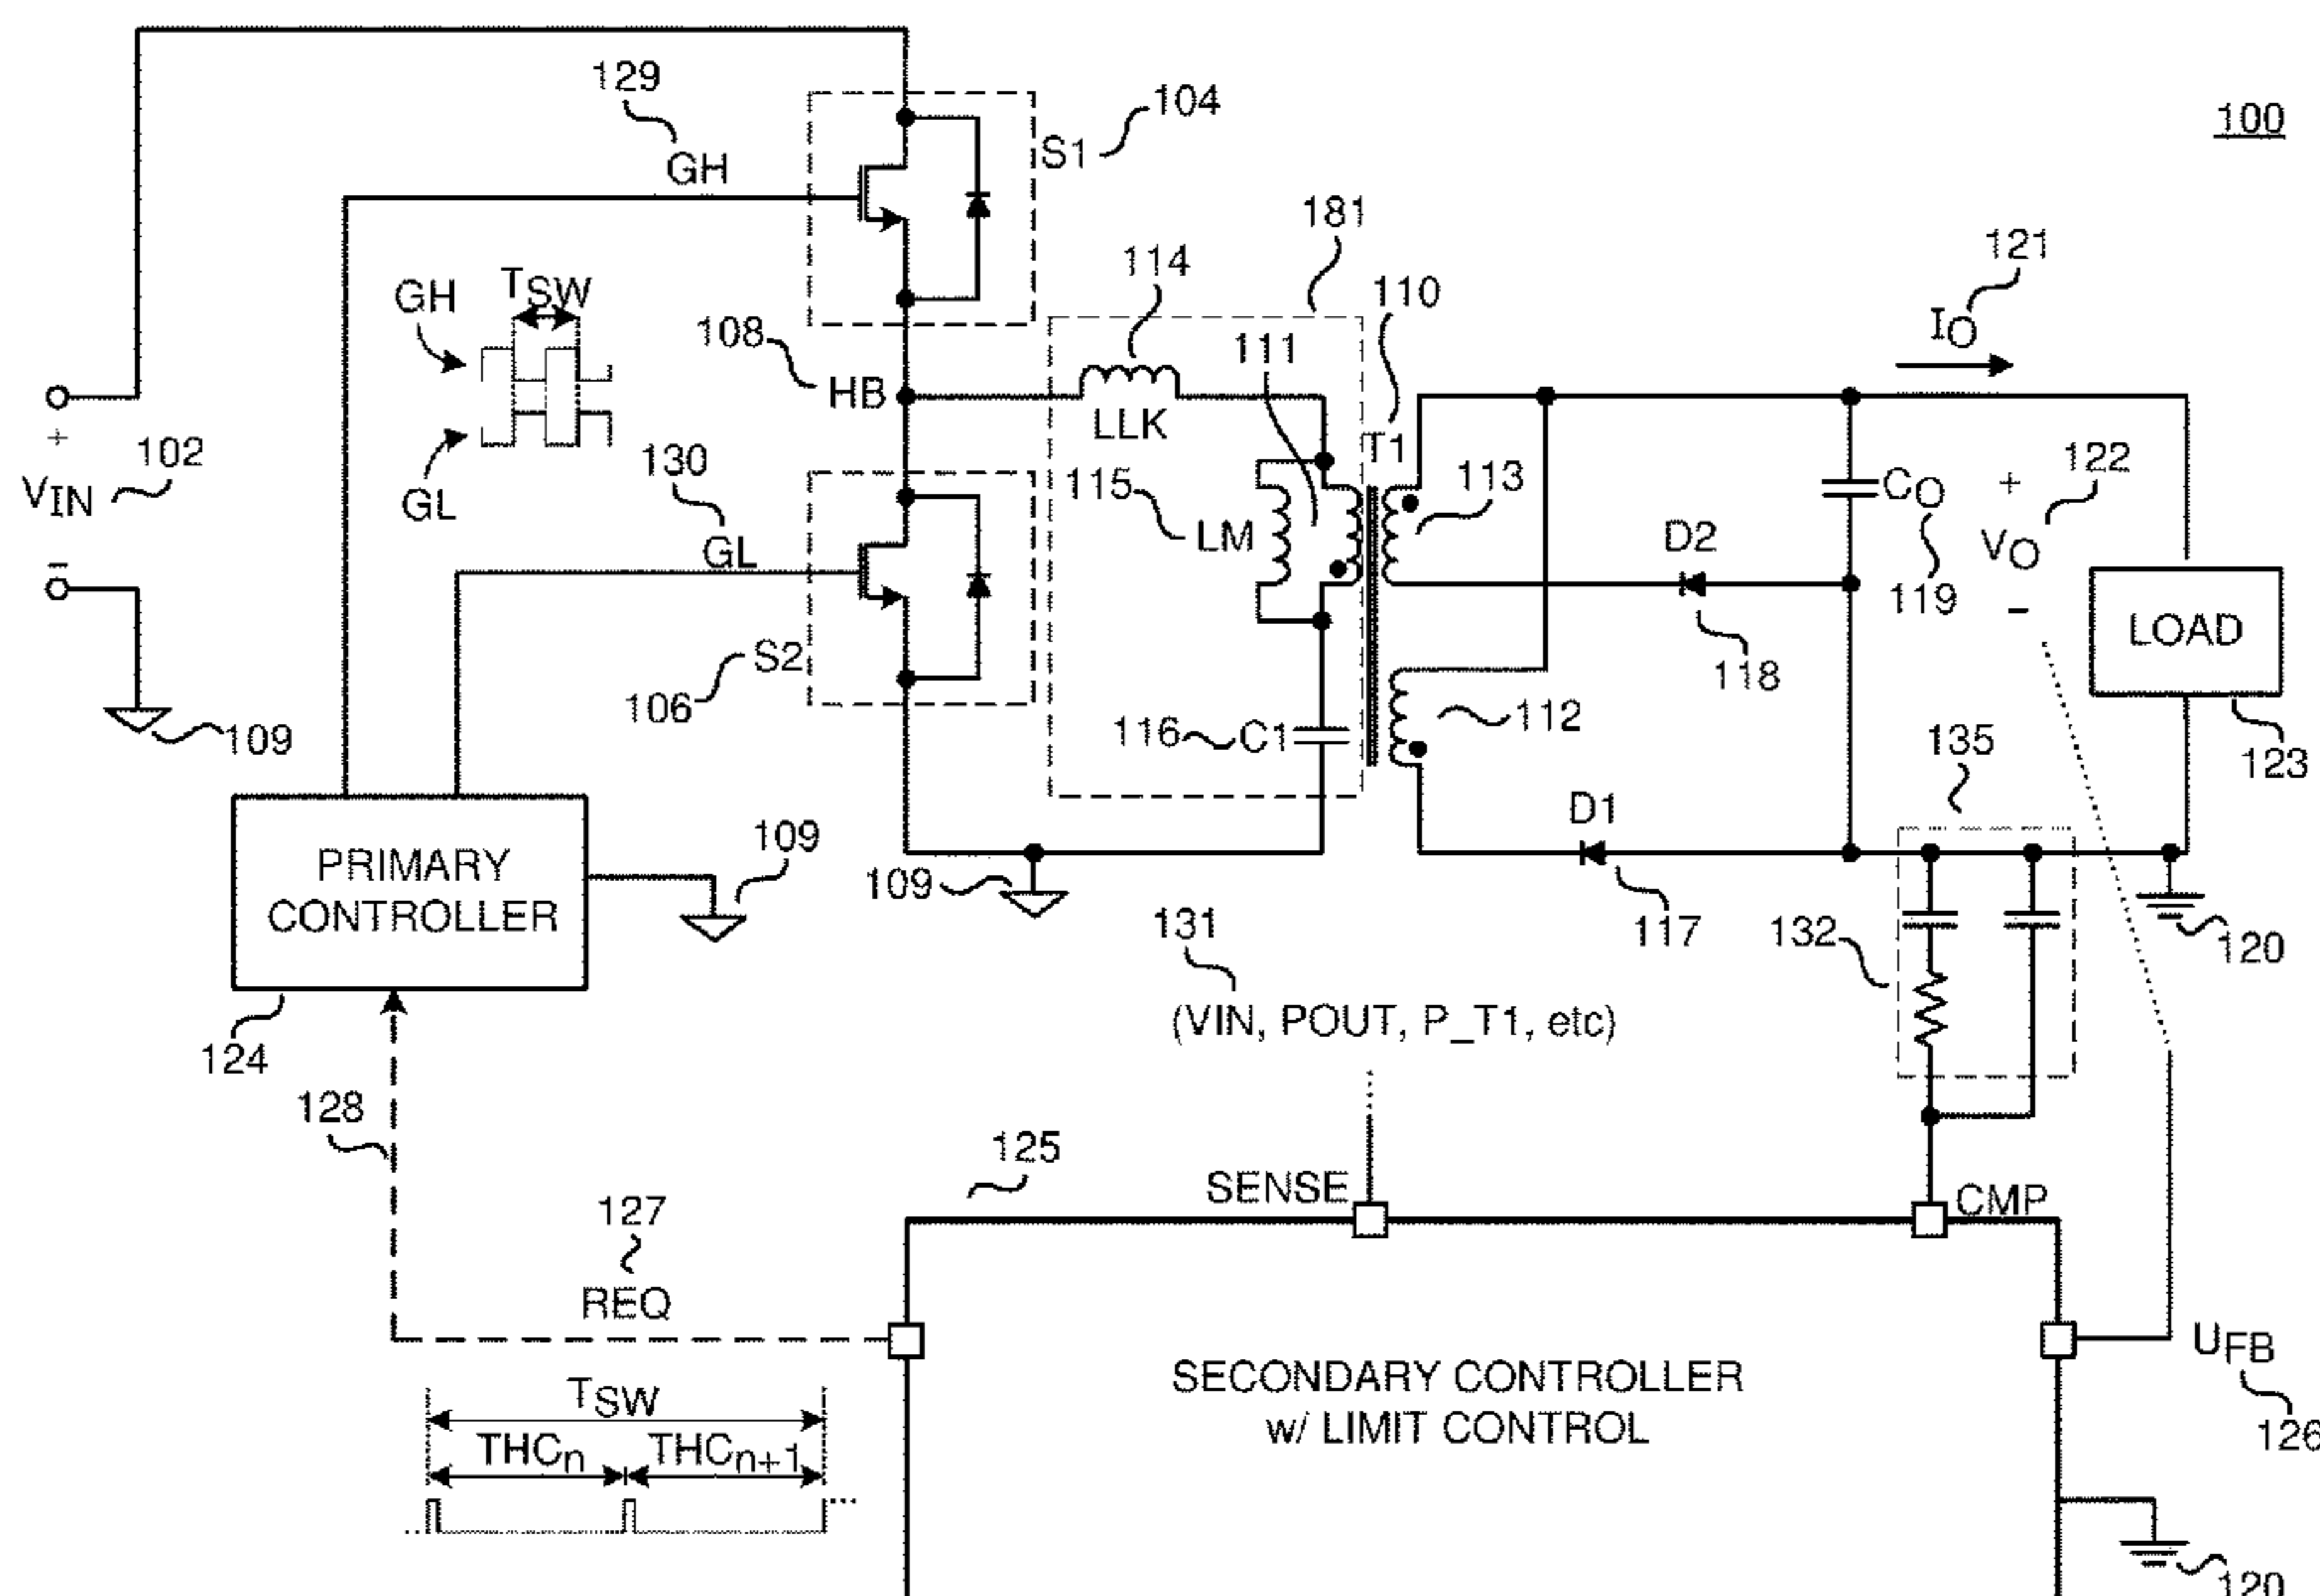 129
104
100
S1
GH
181
121
114
110
GH
TSW
IO
108
111
HB
LLK
T1
+
102
VIN
130
115
113
CO
+
122
GL
LM
D2
VO
GL
119
–
–
LOAD
S2
118
106
112
109
116
C1
135
123
D1
PRIMARY
CONTROLLER
109
109
131
117
132
120
(VIN, POUT, P_T1, etc)
124
128
125
SENSE
CMP
127
REQ
UFB
SECONDARY CONTROLLER
w/ LIMIT CONTROL
126
TSW
THCn
THCn+1
120